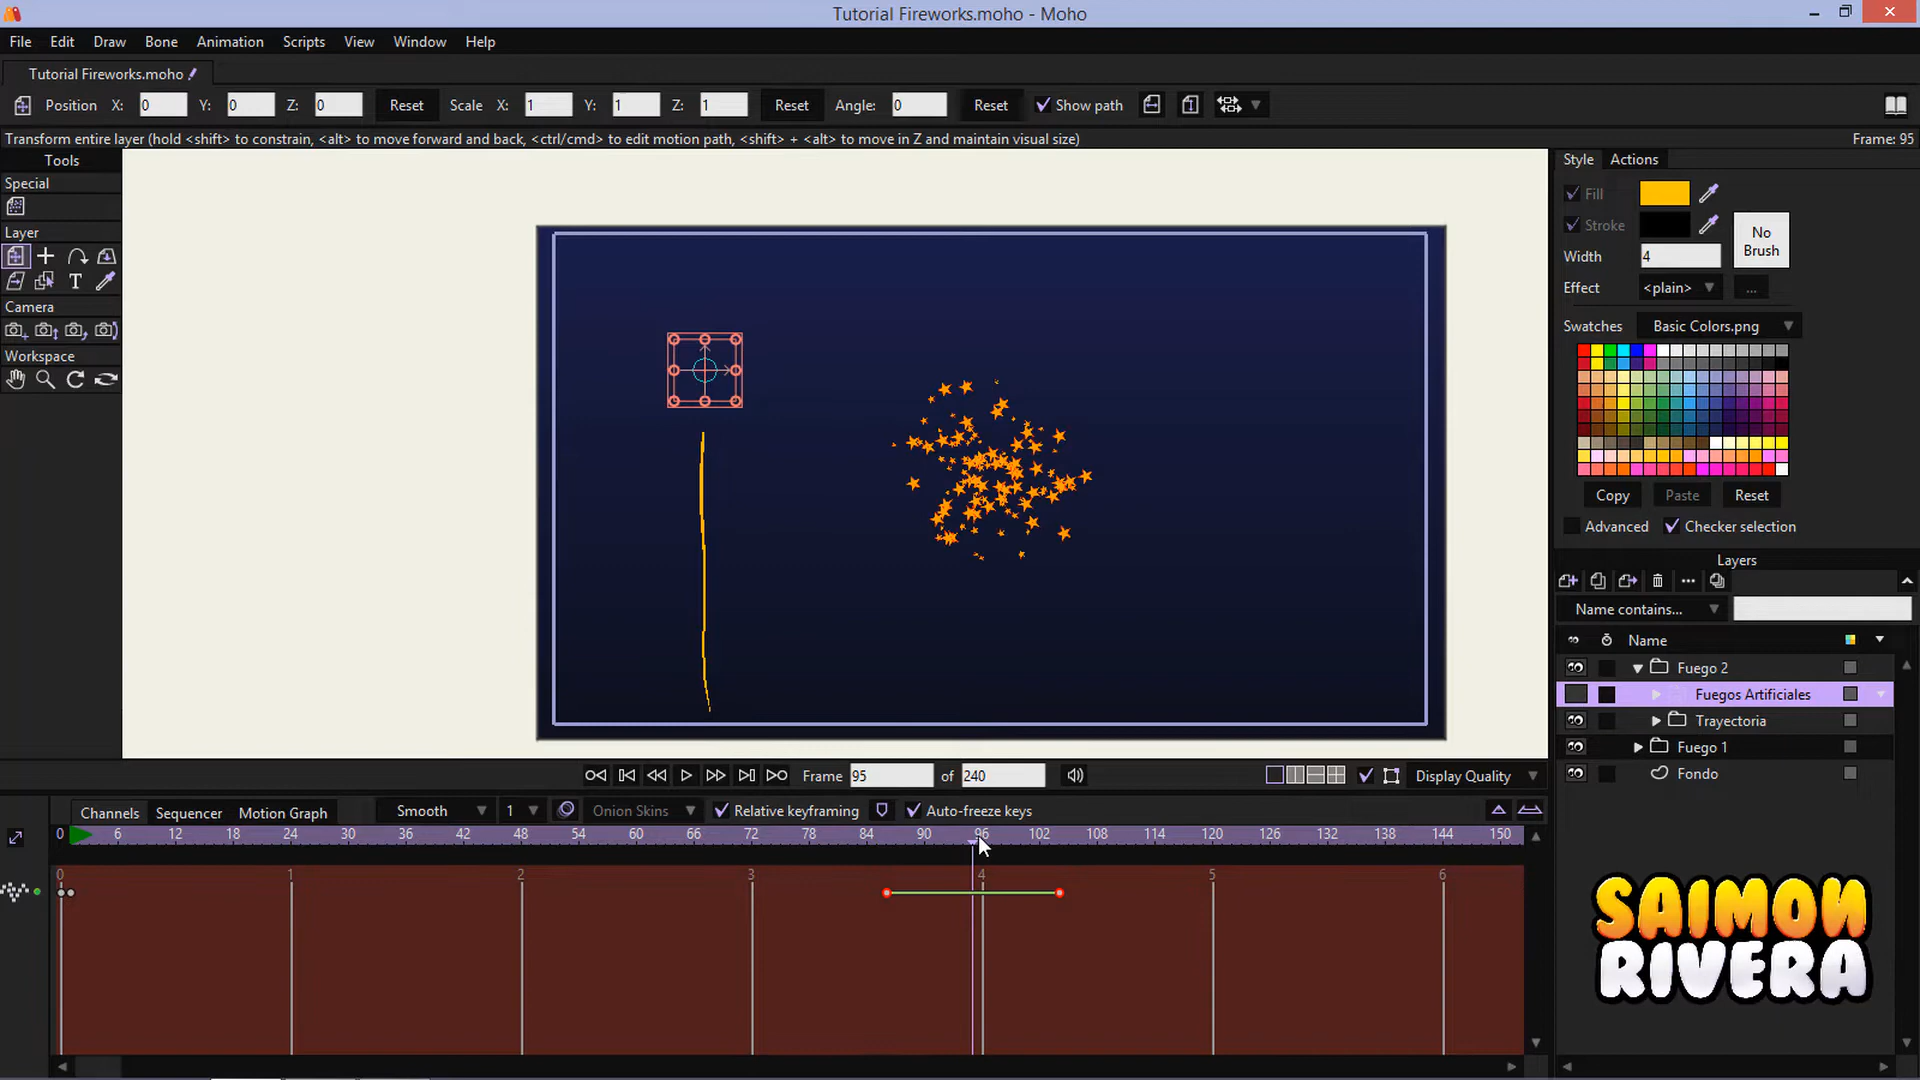 Tutorial Fireworks.moho - Moho
File Edit Draw Bone Animation Scripts View Window Help
Tutorial Fireworks.moho
Position X: 0 Y: 0 Z: 0 Reset Scale X: 1 Y: 1 Z: 1 Reset Angle: 0 Reset Show path
Transform entire layer (hold <shift> to constrain, <alt> to move forward and back, <ctrl/cmd> to edit motion path, <shift> + <alt> to move in Z and maintain visual size) Frame: 95
Tools
Special
Layer
T
Camera
Workspace
Style Actions
Fill
Stroke
No Brush
Width 4
Effect <plain> ...
Swatches Basic Colors.png
Copy Paste Reset
Advanced Checker selection
Layers
Name contains...
Name
Fuego 2
Fuegos Artificiales
Trayectoria
Fuego 1
Fondo
Frame 95 of 240 Display Quality
Channels Sequencer Motion Graph Smooth 1 Onion Skins Relative keyframing Auto-freeze keys
0 6 12 18 24 30 36 42 48 54 60 66 72 78 84 90 96 102 108 114 120 126 132 138 144 150
0 1 2 3 4 5 6
SAIMON
RIVERA